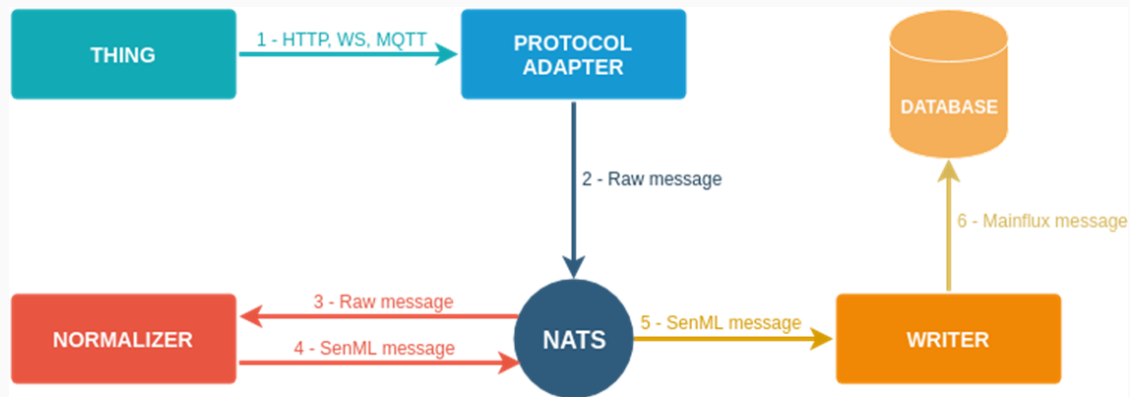 THING
1 - HTTP, WS, MQTT
PROTOCOL
ADAPTER
DATABASE
2 - Raw message
6 - Mainflux message
NORMALIZER
3 - Raw message
4 - SenML message
NATS
5 - SenML message
WRITER